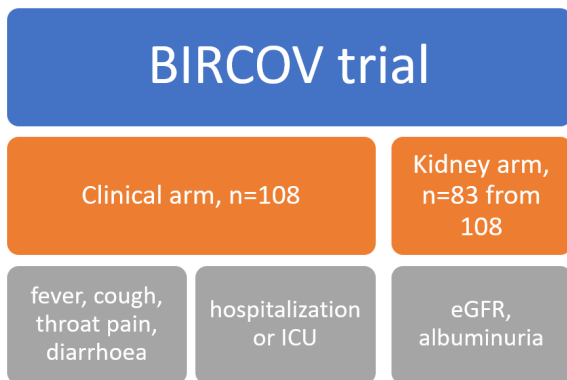 BIRCOV trial
Clinical arm, n=108
Kidney arm,
n=83 from
108
fever, cough,
throat pain,
diarrhoea
hospitalization
or ICU
eGFR,
albuminuria